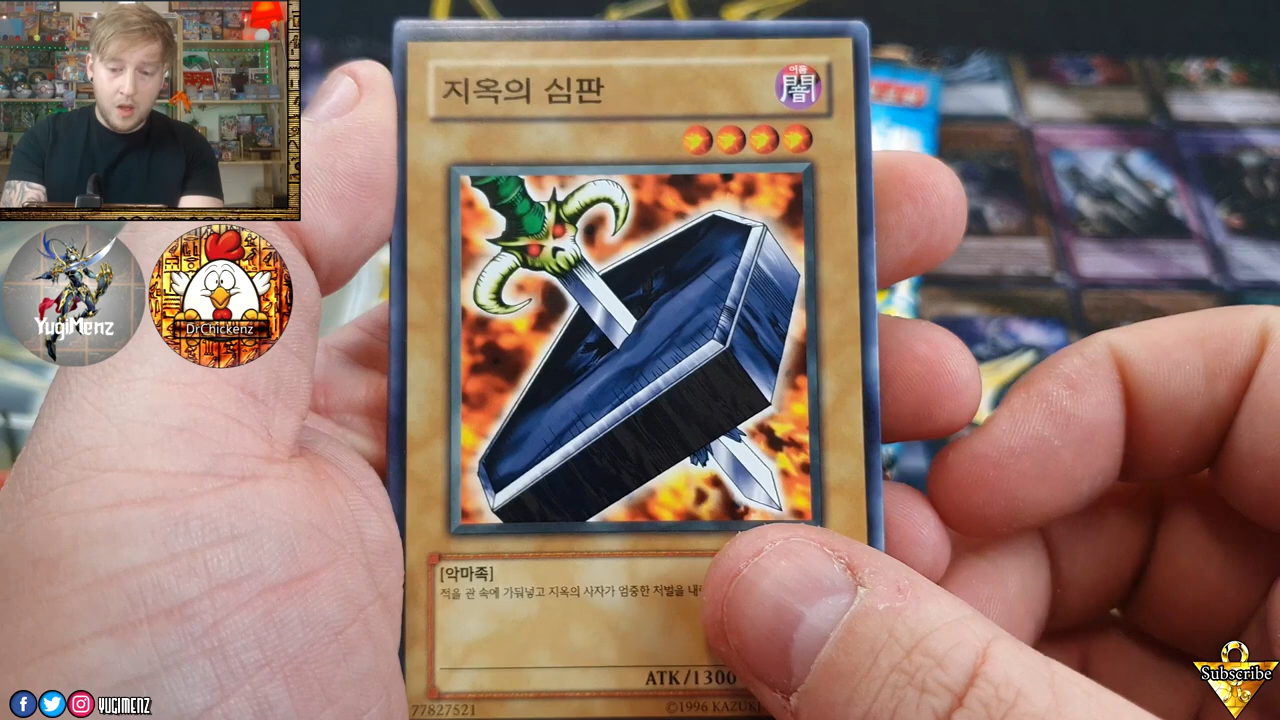 지옥의 심판
어둠
闇
YugiMenz
DrChickenz
[악마족]
적을 관 속에 가둬넣고 지옥의 사자가 엄중한 처벌을
ATK/1300
77827521
©1996
Subscribe
YUGIMENZ